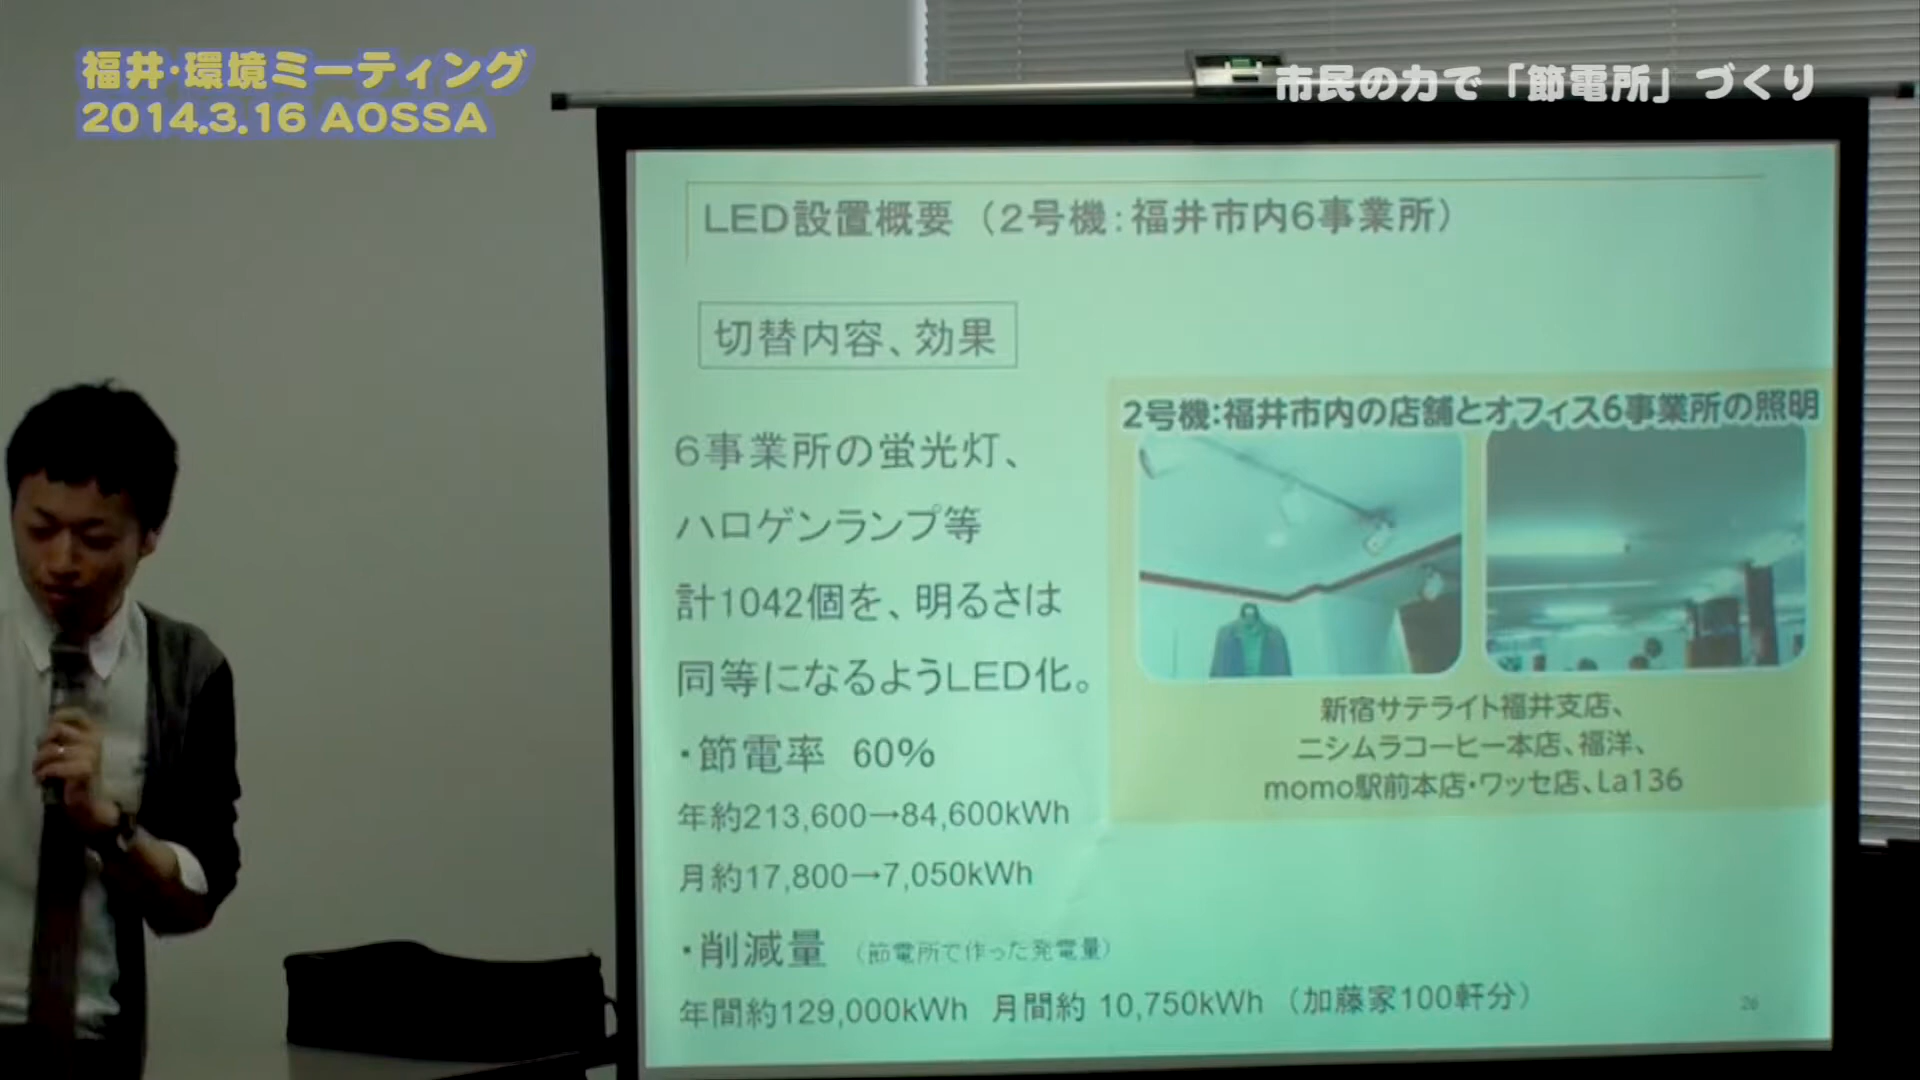 福井・環境ミーティング
2014.3.16 AOSSA
市民の力で「節電所」づくり
LED設置概要（2号機：福井市内6事業所）
切替内容、効果
6事業所の蛍光灯、
ハロゲンランプ等
計1042個を、明るさは
同等になるようLED化。
・節電率 60%
年約213,600→84,600kWh
月約17,800→7,050kWh
・削減量（節電所で作った発電量）
年間約129,000kWh 月間約 10,750kWh（加藤家100軒分）
2号機：福井市内の店舗とオフィス6事業所の照明
新宿サテライト福井支店、
ニシムラコーヒー本店、福洋、
momo駅前本店・ワッセ店、La136
26